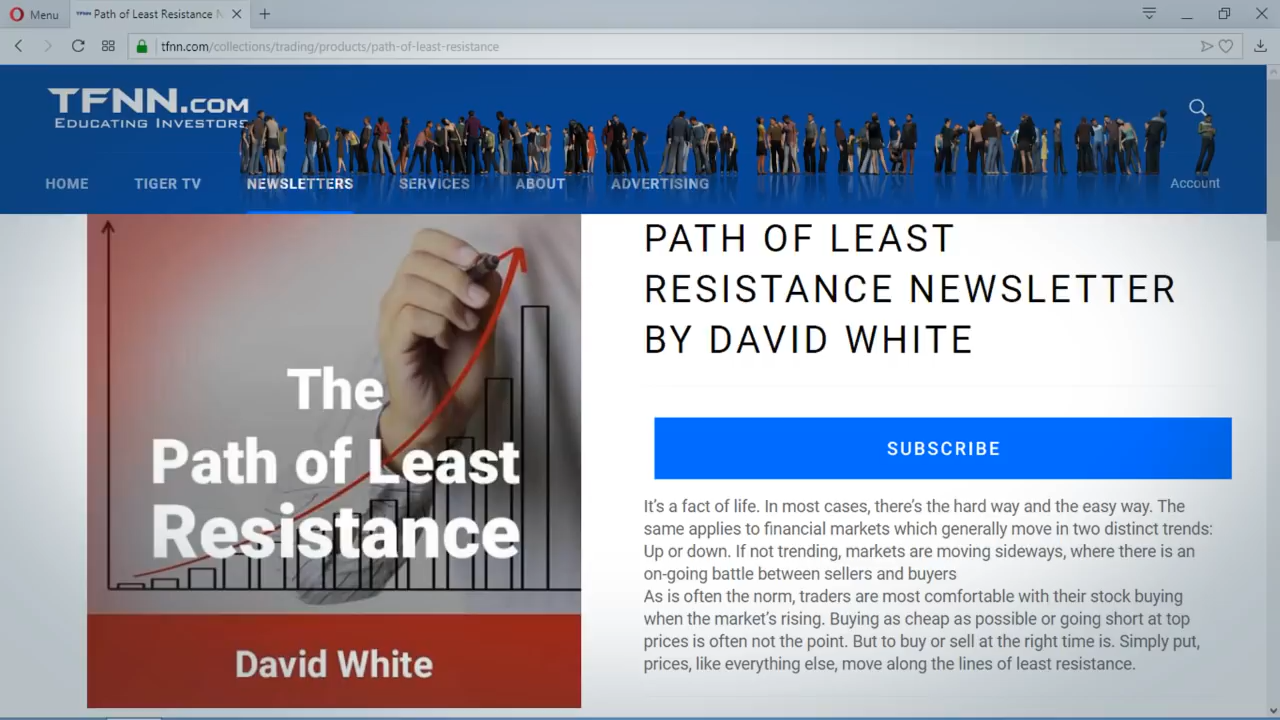 Menu
Path of Least Resistance N
tfnn.com/collections/trading/products/path-of-least-resistance
TFNN.COM
EDUCATING INVESTORS
HOME
TIGER TV
NEWSLETTERS
SERVICES
ABOUT
ADVERTISING
Account
The
Path of Least
Resistance
David White
PATH OF LEAST
RESISTANCE NEWSLETTER
BY DAVID WHITE
SUBSCRIBE
It’s a fact of life. In most cases, there’s the hard way and the easy way. The
same applies to financial markets which generally move in two distinct trends:
Up or down. If not trending, markets are moving sideways, where there is an
on-going battle between sellers and buyers
As is often the norm, traders are most comfortable with their stock buying
when the market’s rising. Buying as cheap as possible or going short at top
prices is often not the point. But to buy or sell at the right time is. Simply put,
prices, like everything else, move along the lines of least resistance.